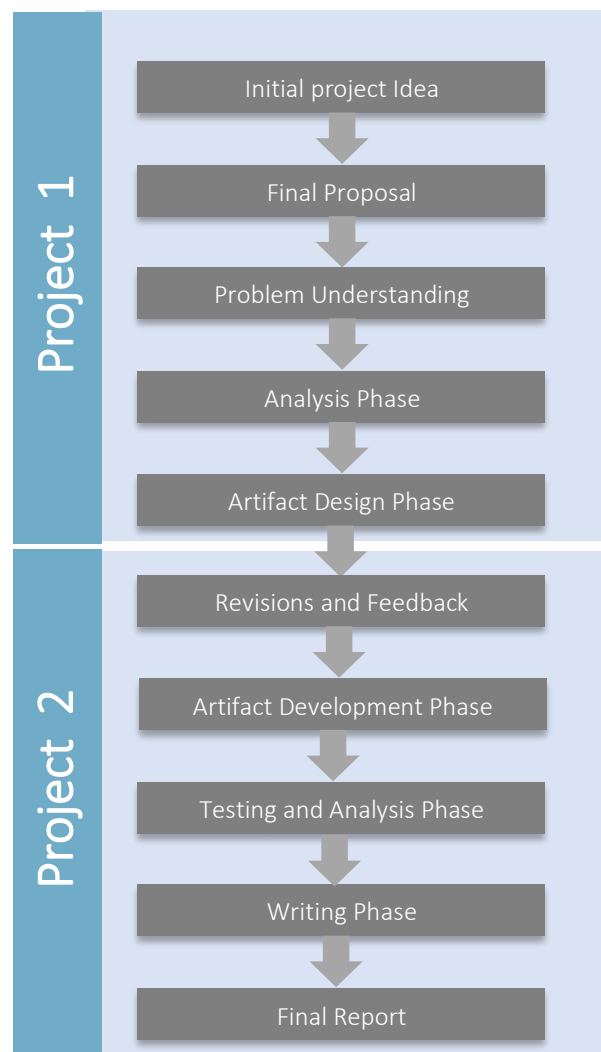 Project 1
Initial project Idea
Final Proposal
Problem Understanding
Analysis Phase
Artifact Design Phase
Project 2
Revisions and Feedback
Artifact Development Phase
Testing and Analysis Phase
Writing Phase
Final Report